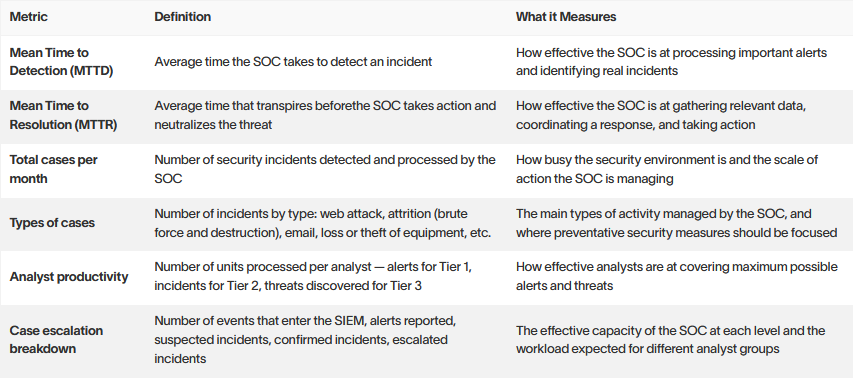 Metric Definition What it Measures
Mean Time to Detection (MTTD)
Average time the SOC takes to detect an incident
How effective the SOC is at processing important alerts
and identifying real incidents
Mean Time to
Resolution (MTTR)
Average time that transpires beforethe SOC takes action and
neutralizes the threat
How effective the SOC is at gathering relevant data,
coordinating a response, and taking action
Total cases per
month
Number of security incidents detected and processed by the
SOC
How busy the security environment is and the scale of
action the SOC is managing
Types of cases
Number of incidents by type: web attack, attrition (brute
force and destruction), email, loss or theft of equipment, etc.
The main types of activity managed by the SOC, and
where preventative security measures should be focused
Analyst productivity
Number of units processed per analyst — alerts for Tier 1,
incidents for Tier 2, threats discovered for Tier 3
How effective analysts are at covering maximum possible
alerts and threats
Case escalation
breakdown
Number of events that enter the SIEM, alerts reported,
suspected incidents, confirmed incidents, escalated
incidents
The effective capacity of the SOC at each level and the
workload expected for different analyst groups